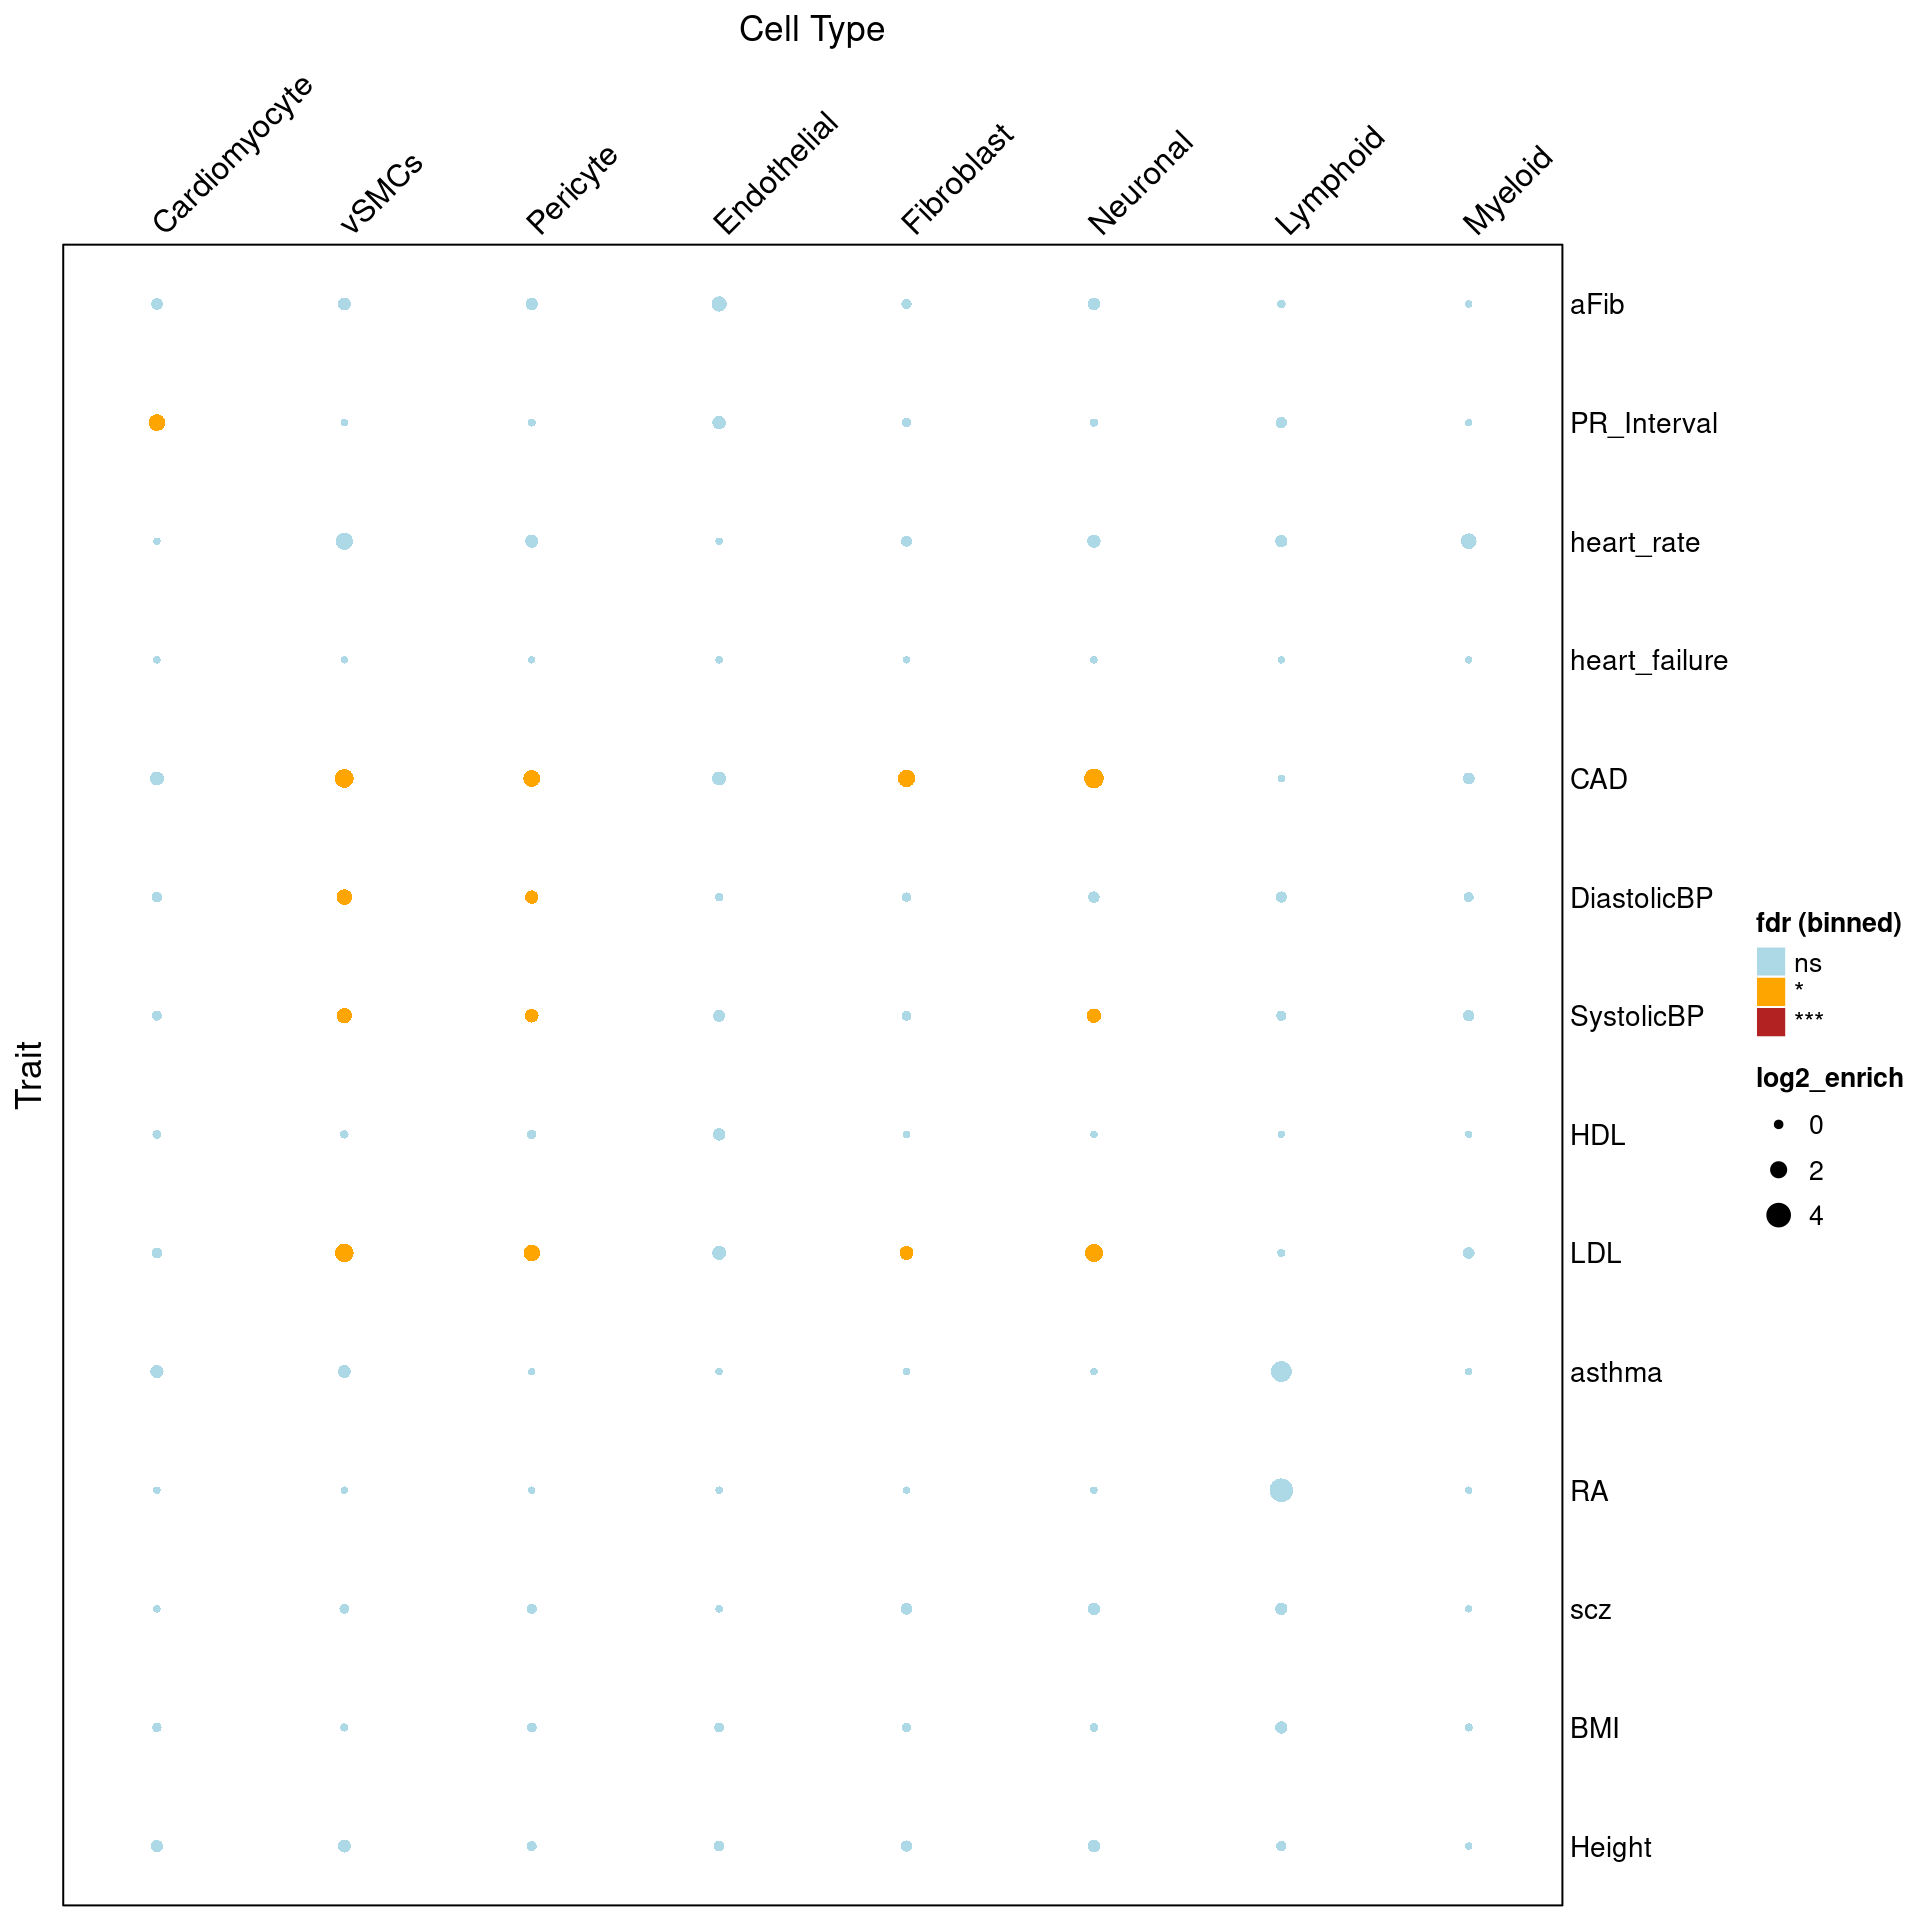 Cell Type
Cardiomyocyte
vSMCs
Pericyte
Endothelial
Fibroblast
Neuronal
Lymphoid
Myeloid
Trait
aFib
PR_Interval
heart_rate
heart_failure
CAD
DiastolicBP
SystolicBP
HDL
LDL
asthma
RA
scz
BMI
Height
fdr (binned)
ns
*
***
log2_enrich
0
2
4